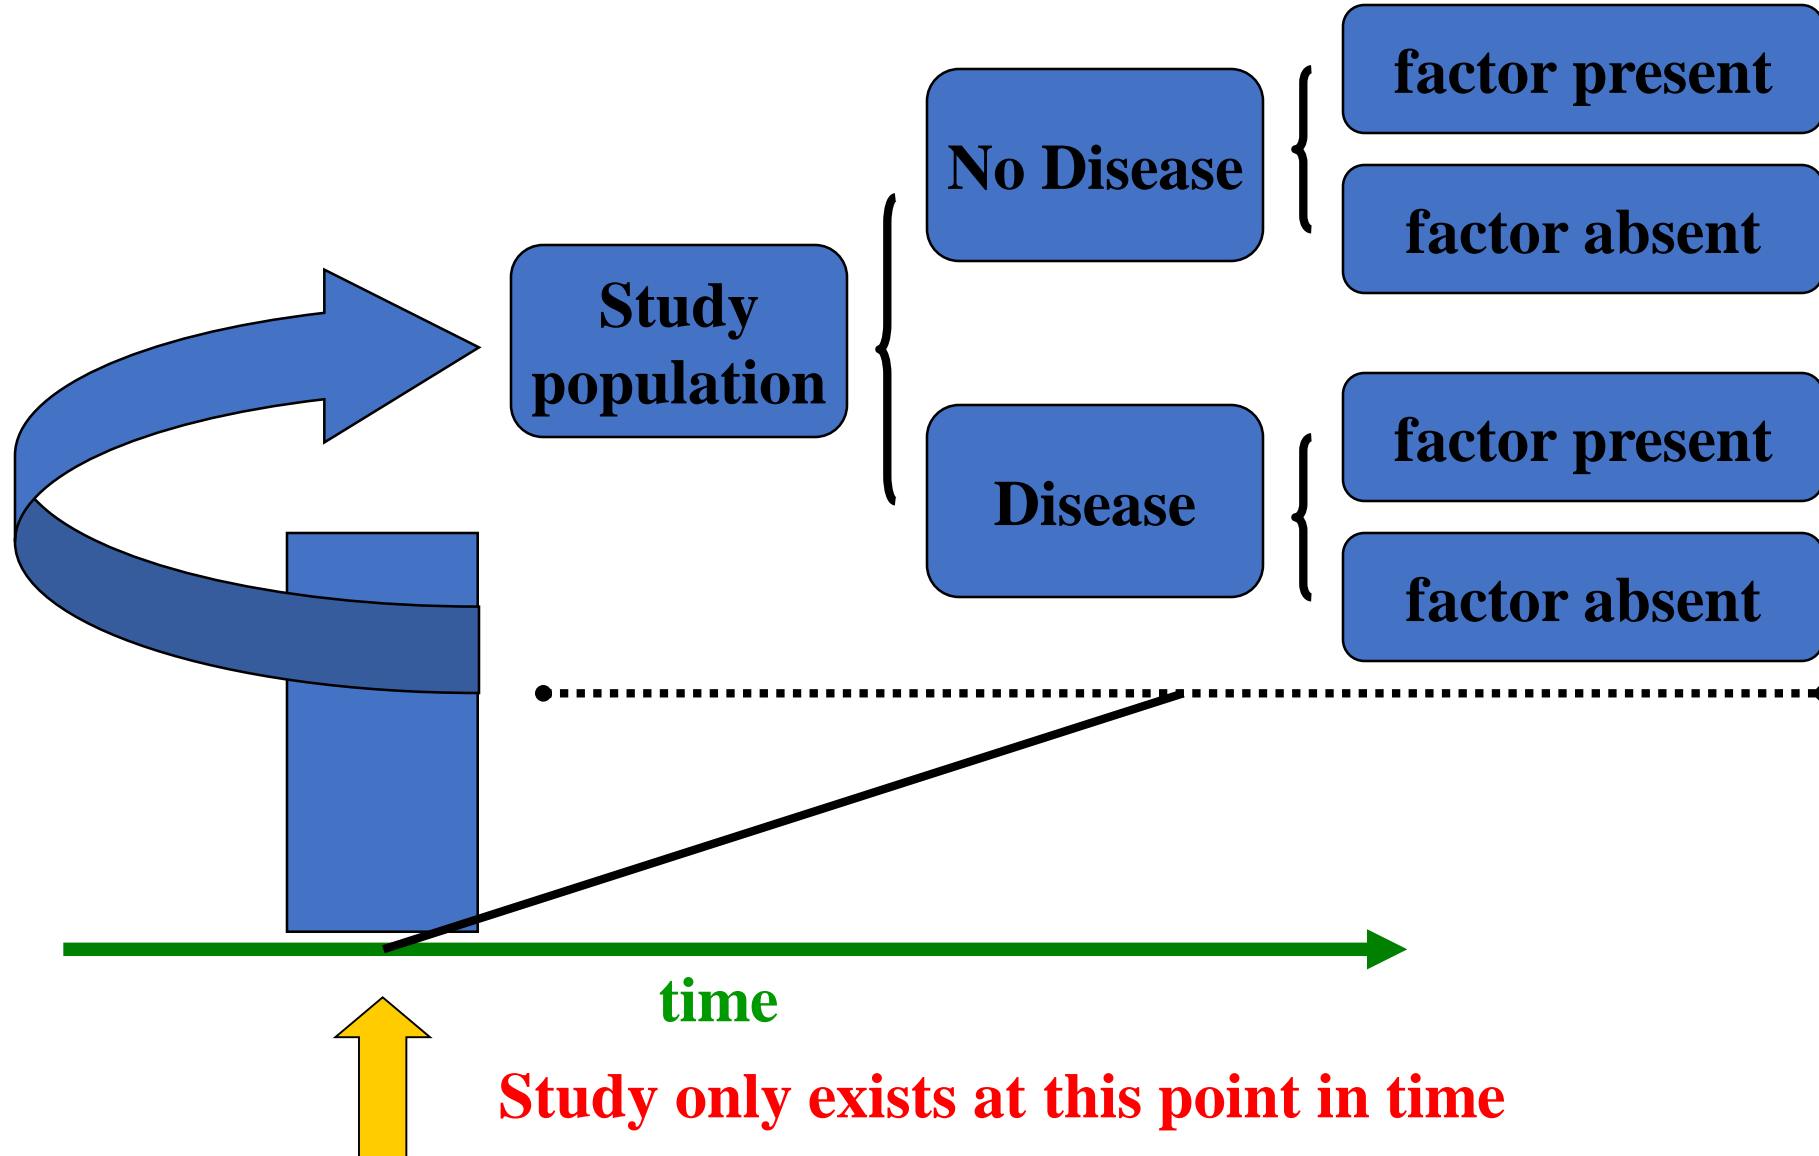 factor present
No Disease
factor absent
Study
population
factor present
Disease
factor absent
time
Study only exists at this point in time